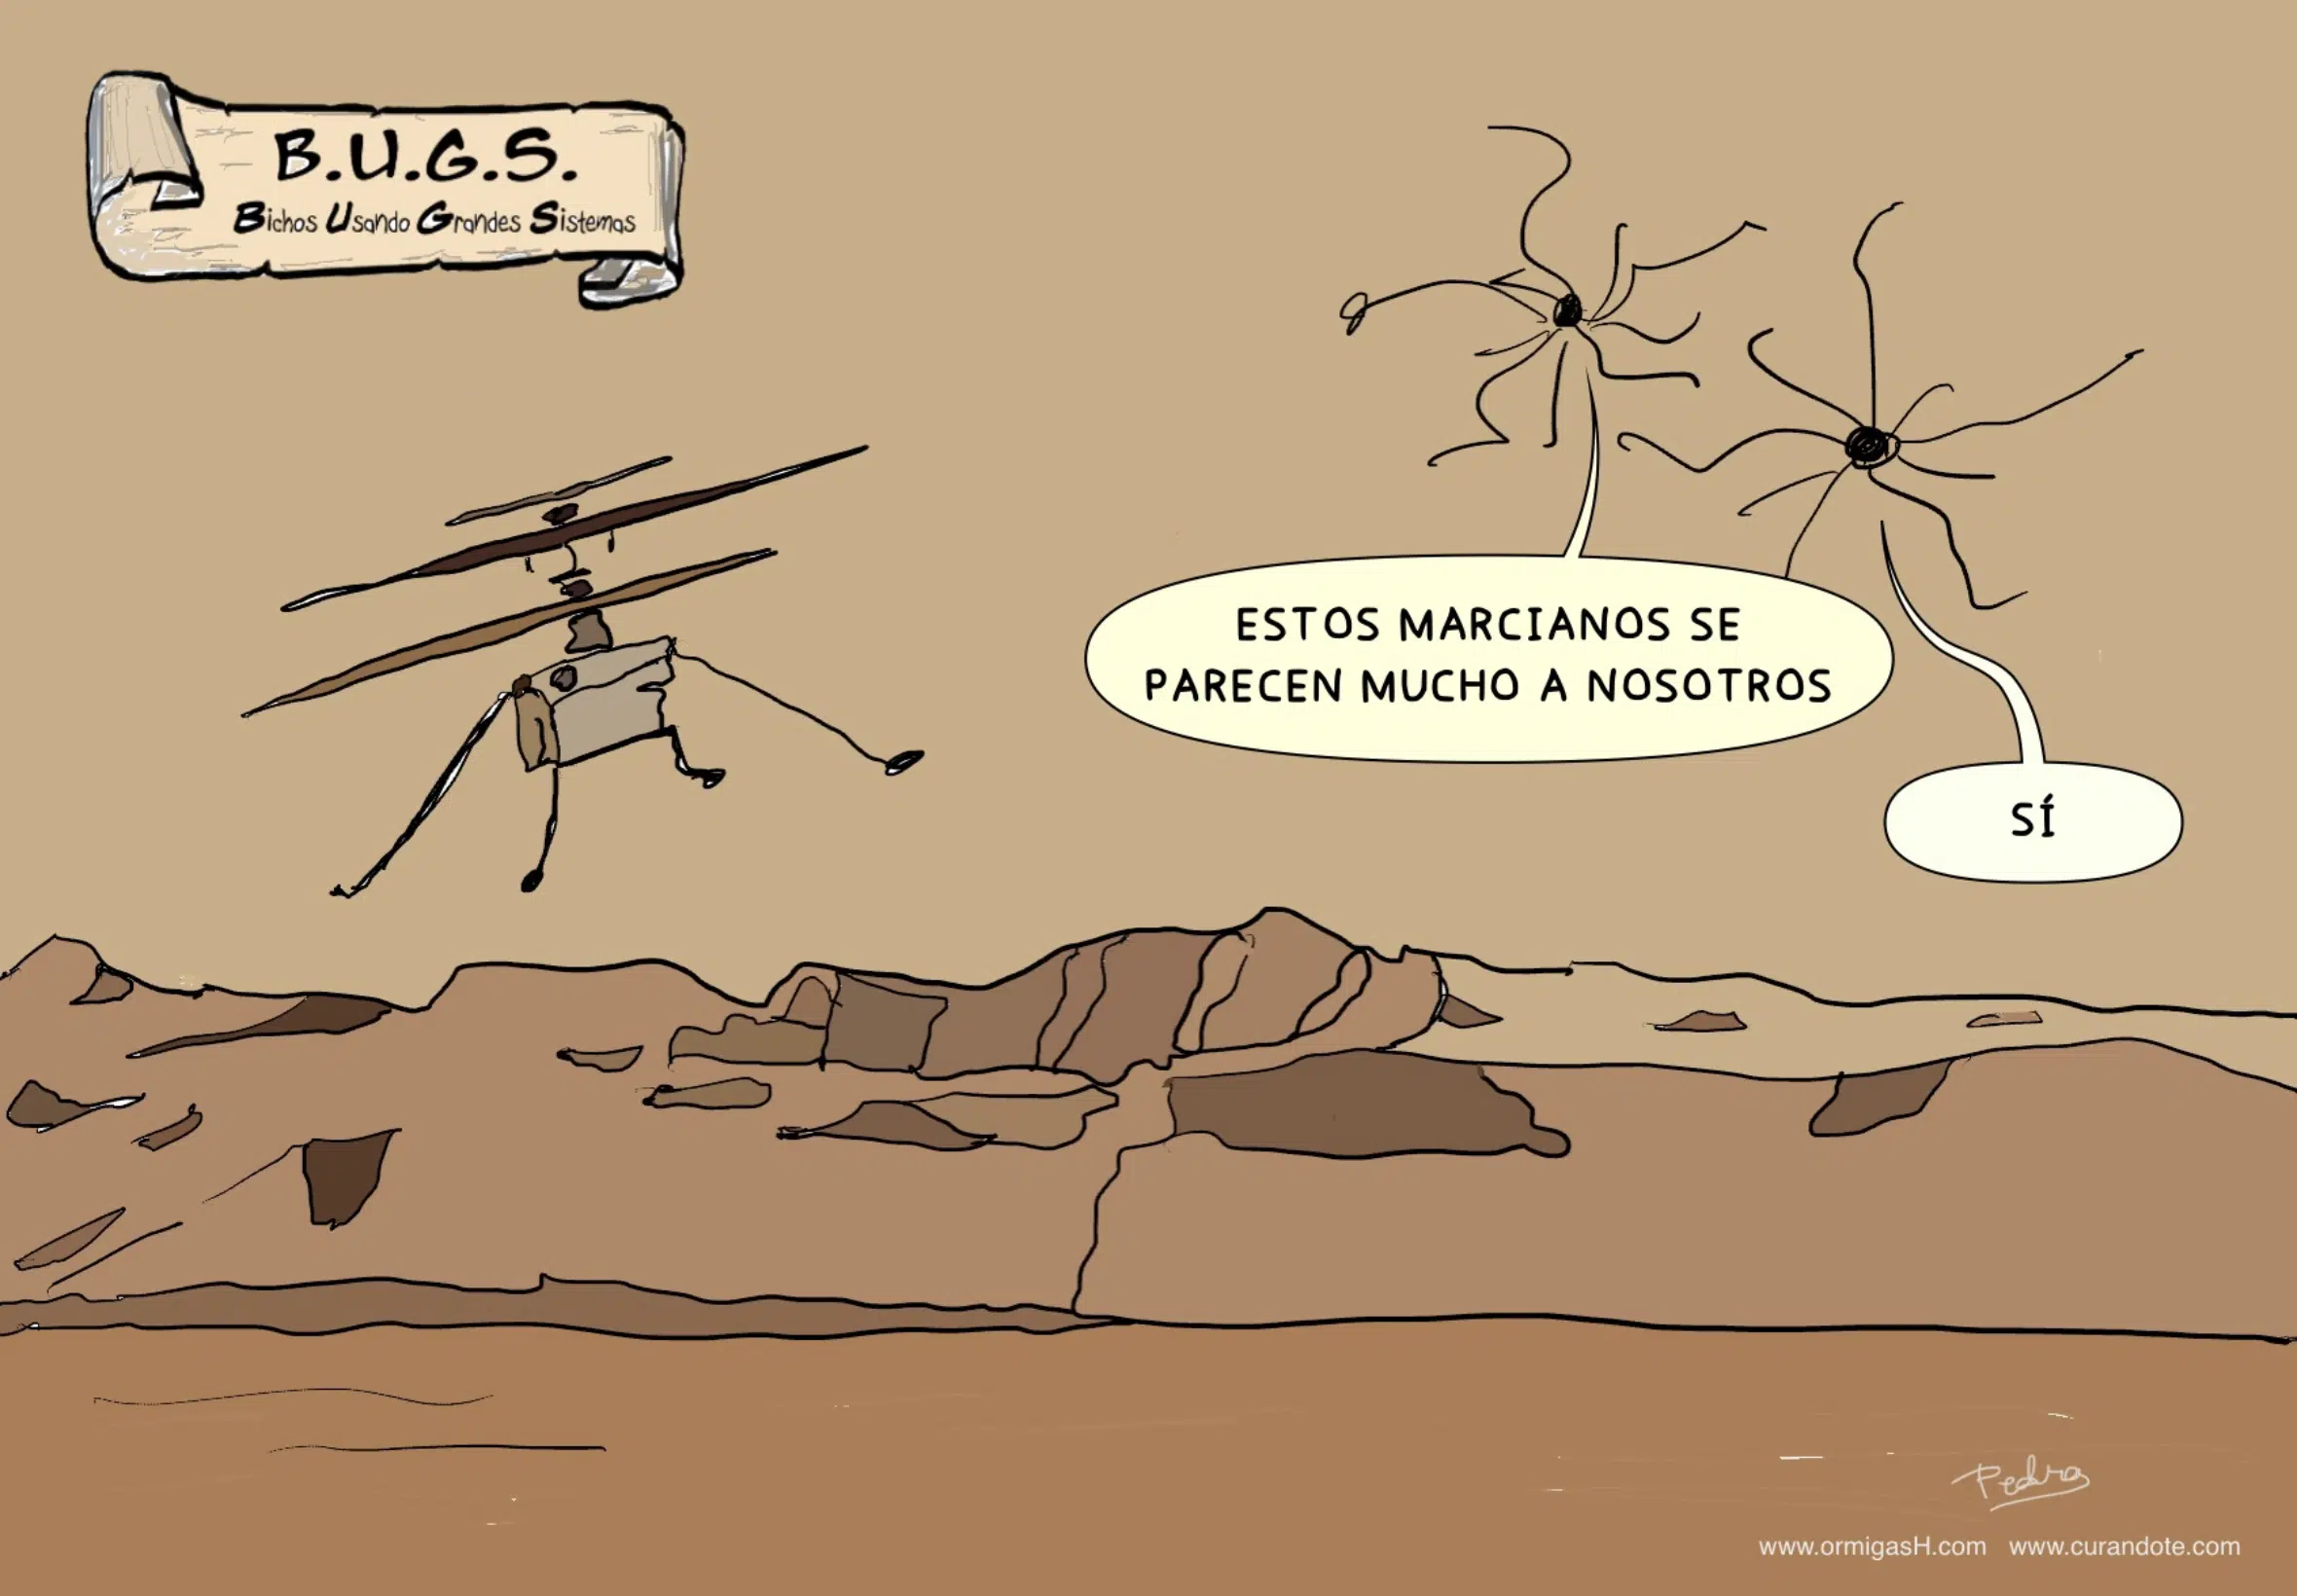 B.U.G.S.
Bichos Usando Grandes Sistemas
ESTOS MARCIANOS SE
PARECEN MUCHO A NOSOTROS
SÍ
Pedro
www.ormigasH.com www.curandote.com